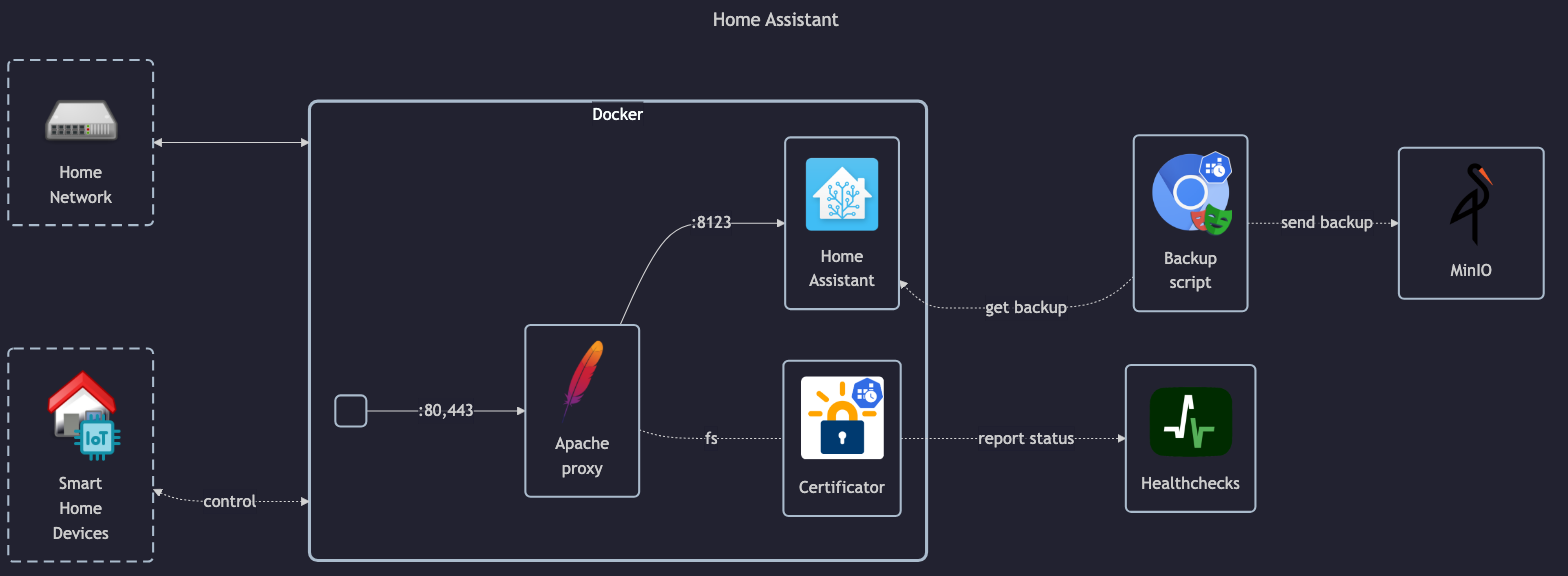 Home Assistant
Home
Network
Docker
Home
Assistant
:8123
Backup
script
send backup
MinIO
get backup
:80,443
Apache
proxy
fs
Certificator
report status
Healthchecks
IoT
Smart
Home
Devices
control